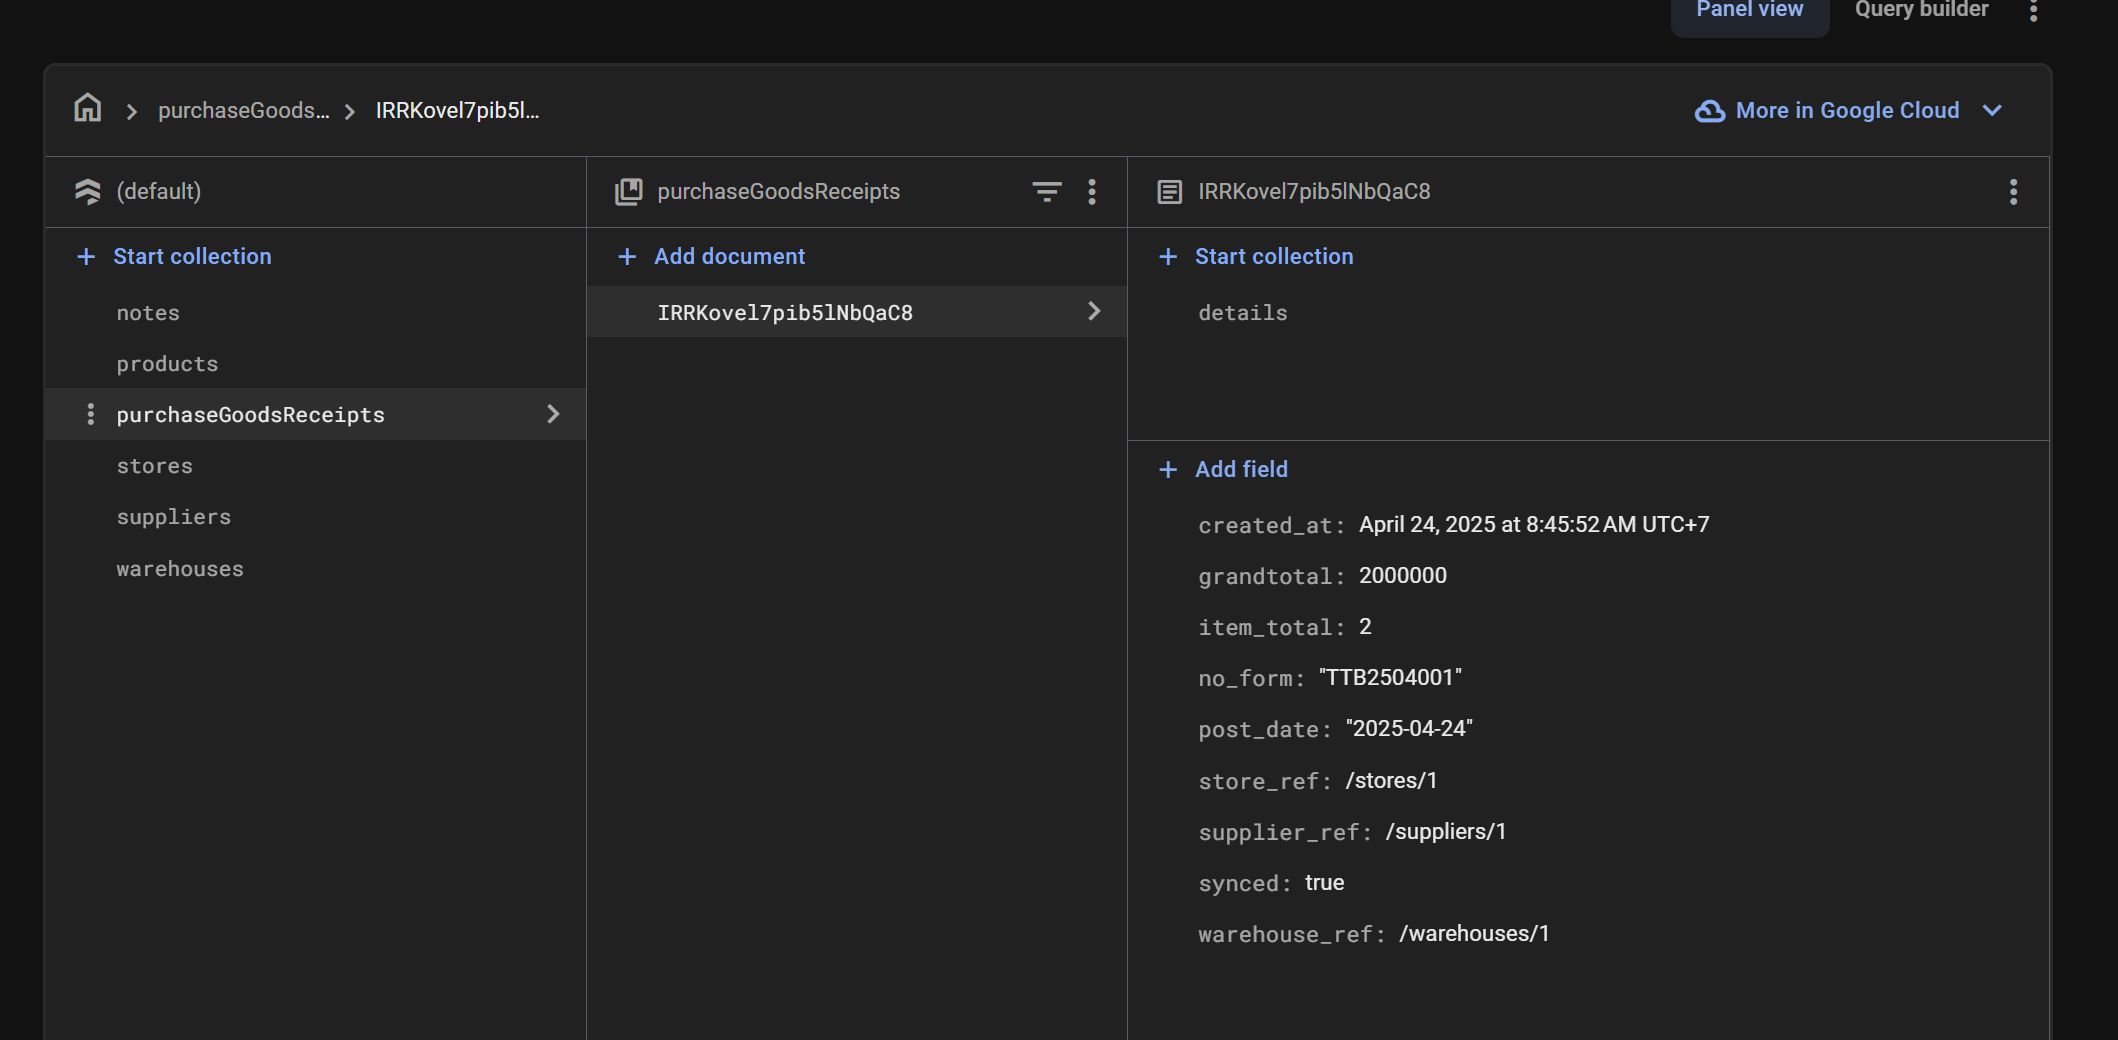 Panel view
Query builder
purchaseGoods...
IRRKovel7pib5l...
More in Google Cloud
(default)
Start collection
notes
products
purchaseGoodsReceipts
stores
suppliers
warehouses
purchaseGoodsReceipts
Add document
IRRKovel7pib5lNbQaC8
IRRKovel7pib5lNbQaC8
Start collection
details
Add field
created_at: April 24, 2025 at 8:45:52 AM UTC+7
grandtotal: 2000000
item_total: 2
no_form: "TTB2504001"
post_date: "2025-04-24"
store_ref: /stores/1
supplier_ref: /suppliers/1
synced: true
warehouse_ref: /warehouses/1